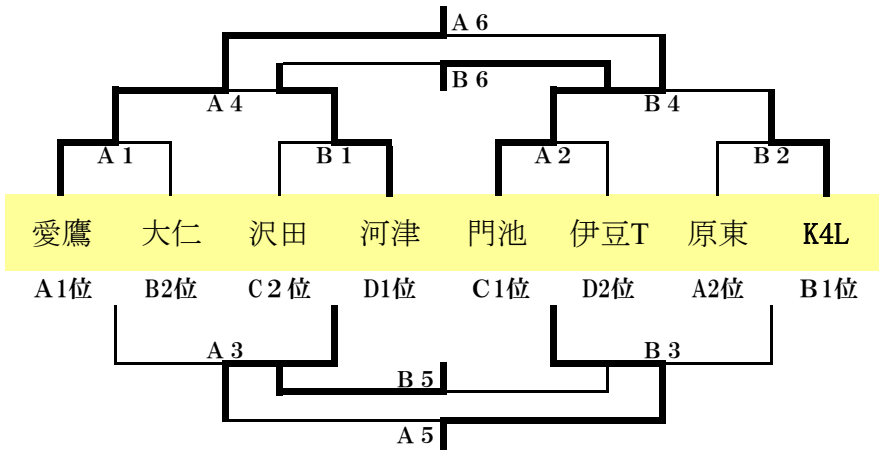 A 6
B 6
A 4 B 4
A 1 B 1 A 2 B 2
愛鷹 大仁 沢田 河津 門池 伊豆T 原東 K4L
A1位 B2位 C２位 D1位 C1位 D2位 A2位 B1位
A 3 B 3
B 5
A 5